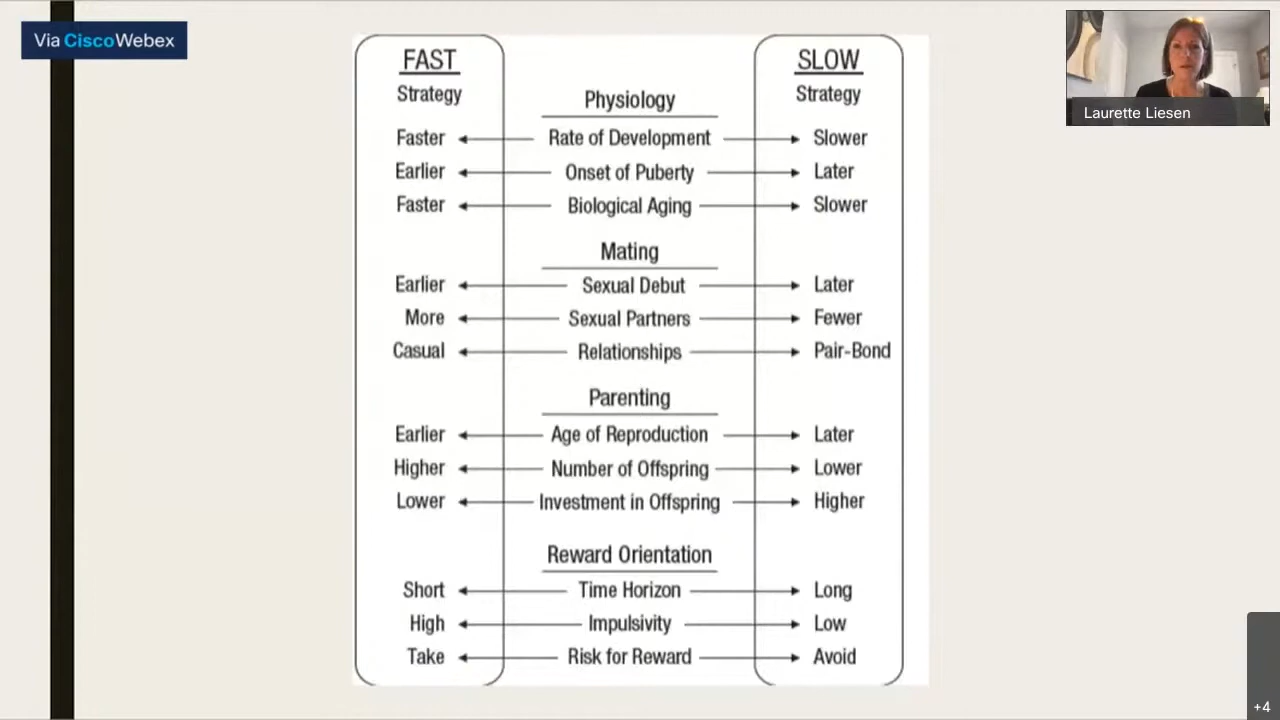 Via Cisco Webex
Laurette Liesen
FAST
Strategy
SLOW
Strategy
Physiology
Faster Rate of Development Slower
Earlier Onset of Puberty Later
Faster Biological Aging Slower
Mating
Earlier Sexual Debut Later
More Sexual Partners Fewer
Casual Relationships Pair-Bond
Parenting
Earlier Age of Reproduction Later
Higher Number of Offspring Lower
Lower Investment in Offspring Higher
Reward Orientation
Short Time Horizon Long
High Impulsivity Low
Take Risk for Reward Avoid
+4